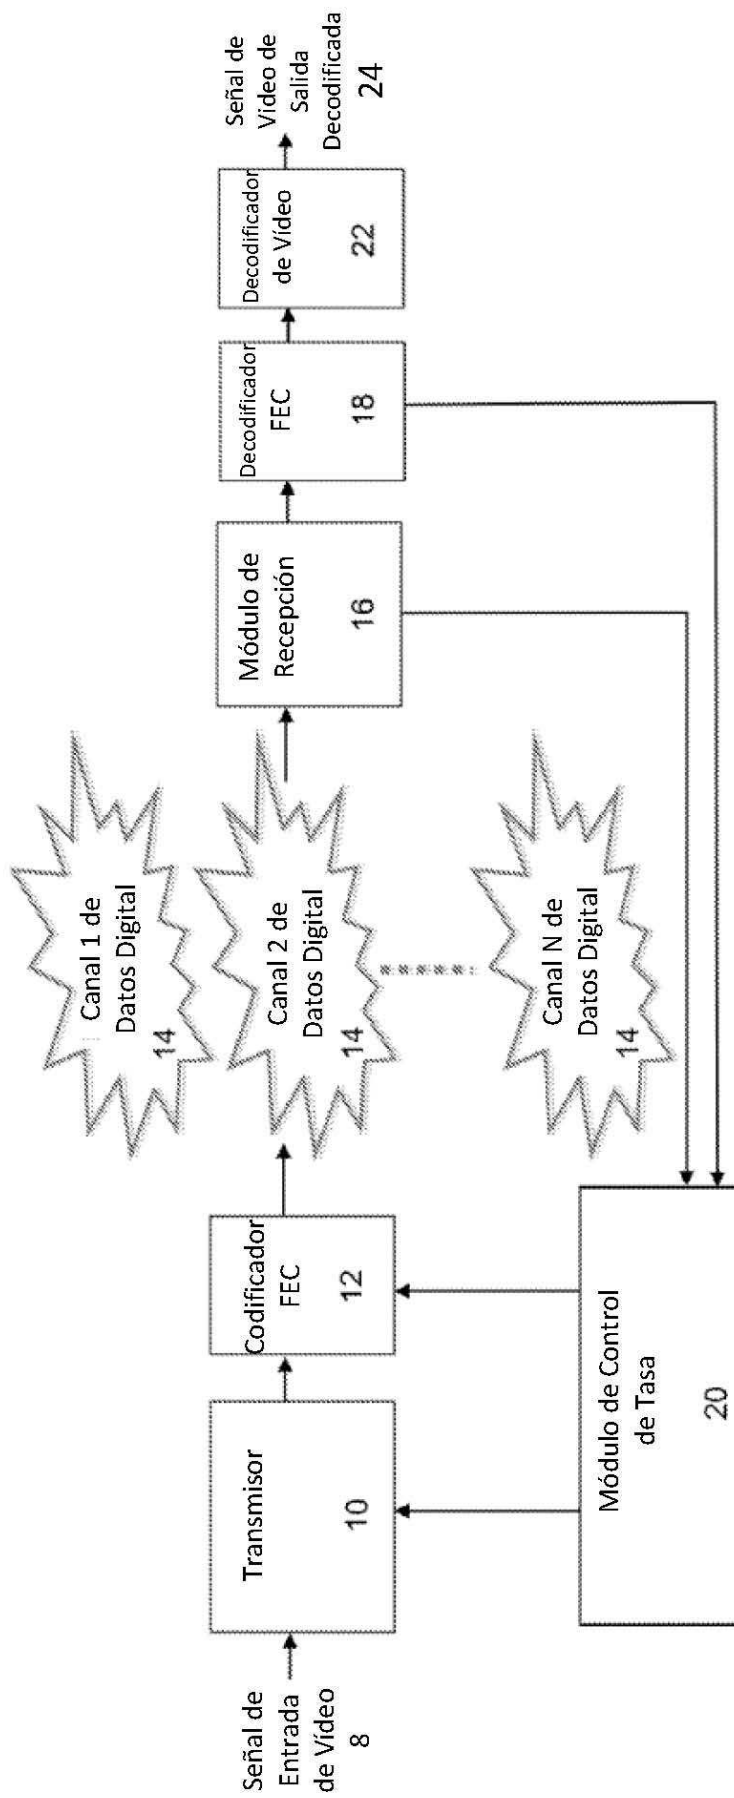 Señal de
Entrada
de Vídeo
8
Transmisor
10
Codificador
FEC
12
Canal 1 de
Datos Digital
14
Canal 2 de
Datos Digital
14
Canal N de
Datos Digital
14
Módulo de
Recepción
16
Decodificador
FEC
18
Decodificador
de Vídeo
22
Señal de
Video de
Salida
Decodificada
24
Módulo de Control
de Tasa
20